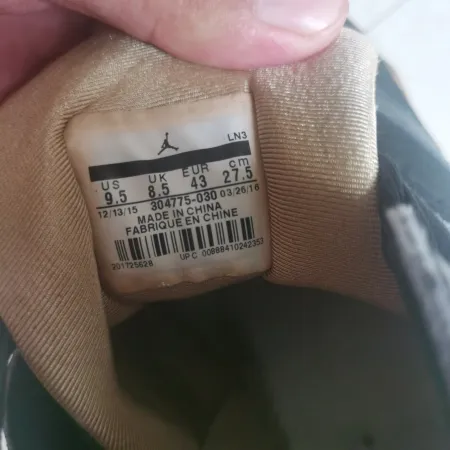 LN3
US UK EUR cm
9.5 8.5 43 27.5
12/13/15 304775-030 03/26/16
MADE IN CHINA
FABRIQUE EN CHINE
201725628 UPC 00888410242353